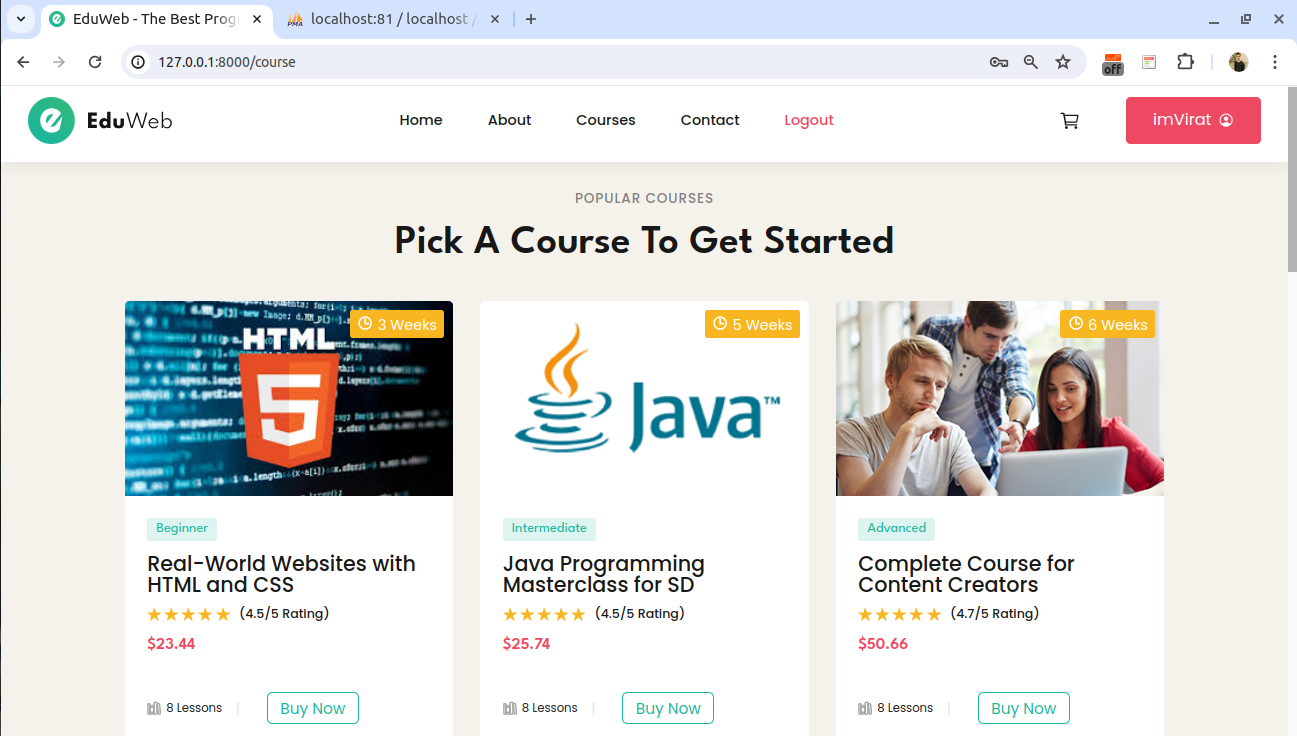 EduWeb - The Best Prog
localhost:81 / localhost /
127.0.0.1:8000/course
off
EduWeb
Home
About
Courses
Contact
Logout
imVirat
POPULAR COURSES
Pick A Course To Get Started
3 Weeks
HTML
5
Beginner
Real-World Websites with
HTML and CSS
(4.5/5 Rating)
$23.44
8 Lessons
Buy Now
5 Weeks
Java™
Intermediate
Java Programming
Masterclass for SD
(4.5/5 Rating)
$25.74
8 Lessons
Buy Now
6 Weeks
Advanced
Complete Course for
Content Creators
(4.7/5 Rating)
$50.66
8 Lessons
Buy Now